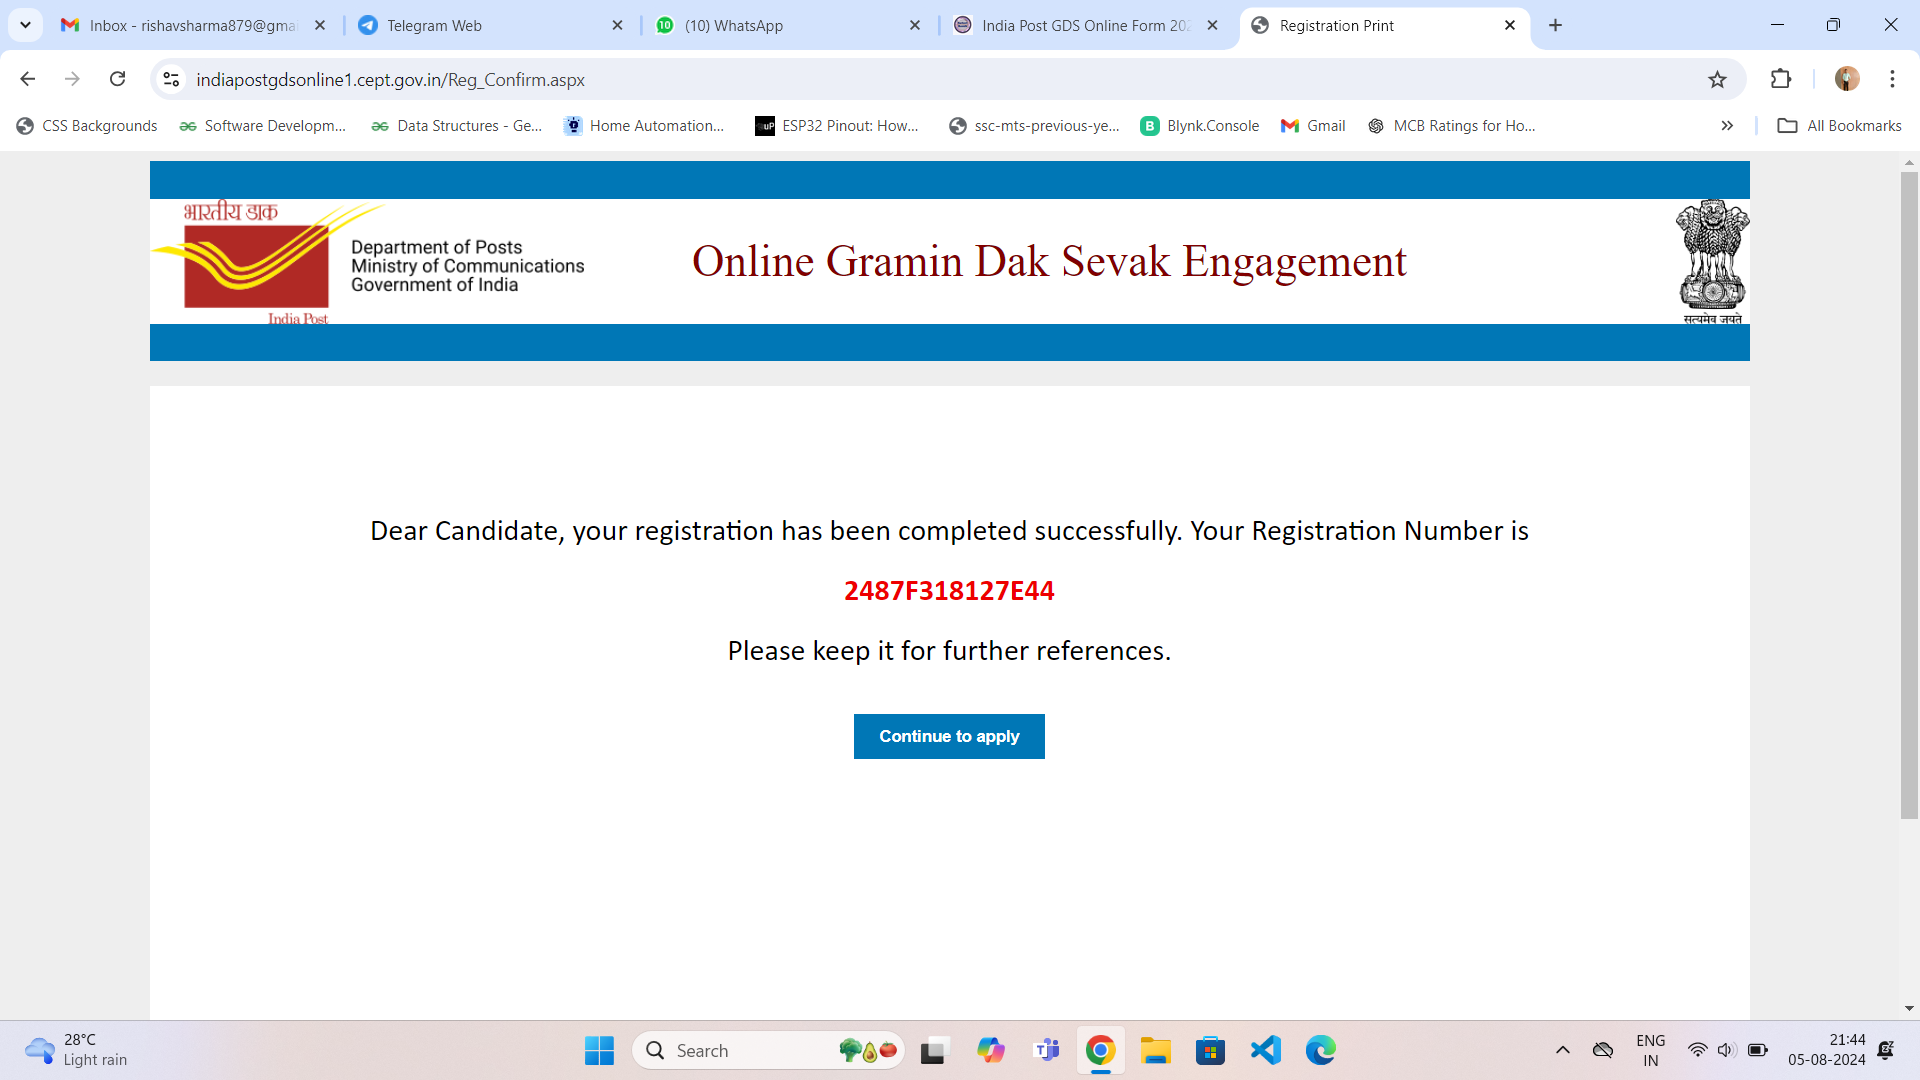 Inbox - rishavsharma879@gmai
Telegram Web
(10) WhatsApp
India Post GDS Online Form 202
Registration Print
indiapostgdsonline1.cept.gov.in/Reg_Confirm.aspx
CSS Backgrounds
Software Developm...
Data Structures - Ge...
Home Automation...
ESP32 Pinout: How...
ssc-mts-previous-ye...
Blynk.Console
Gmail
MCB Ratings for Ho...
All Bookmarks
भारतीय डाक
India Post
Department of Posts
Ministry of Communications
Government of India
Online Gramin Dak Sevak Engagement
सत्यमेव जयते
Dear Candidate, your registration has been completed successfully. Your Registration Number is
2487F318127E44
Please keep it for further references.
Continue to apply
28°C
Light rain
Search
ENG
IN
21:44
05-08-2024